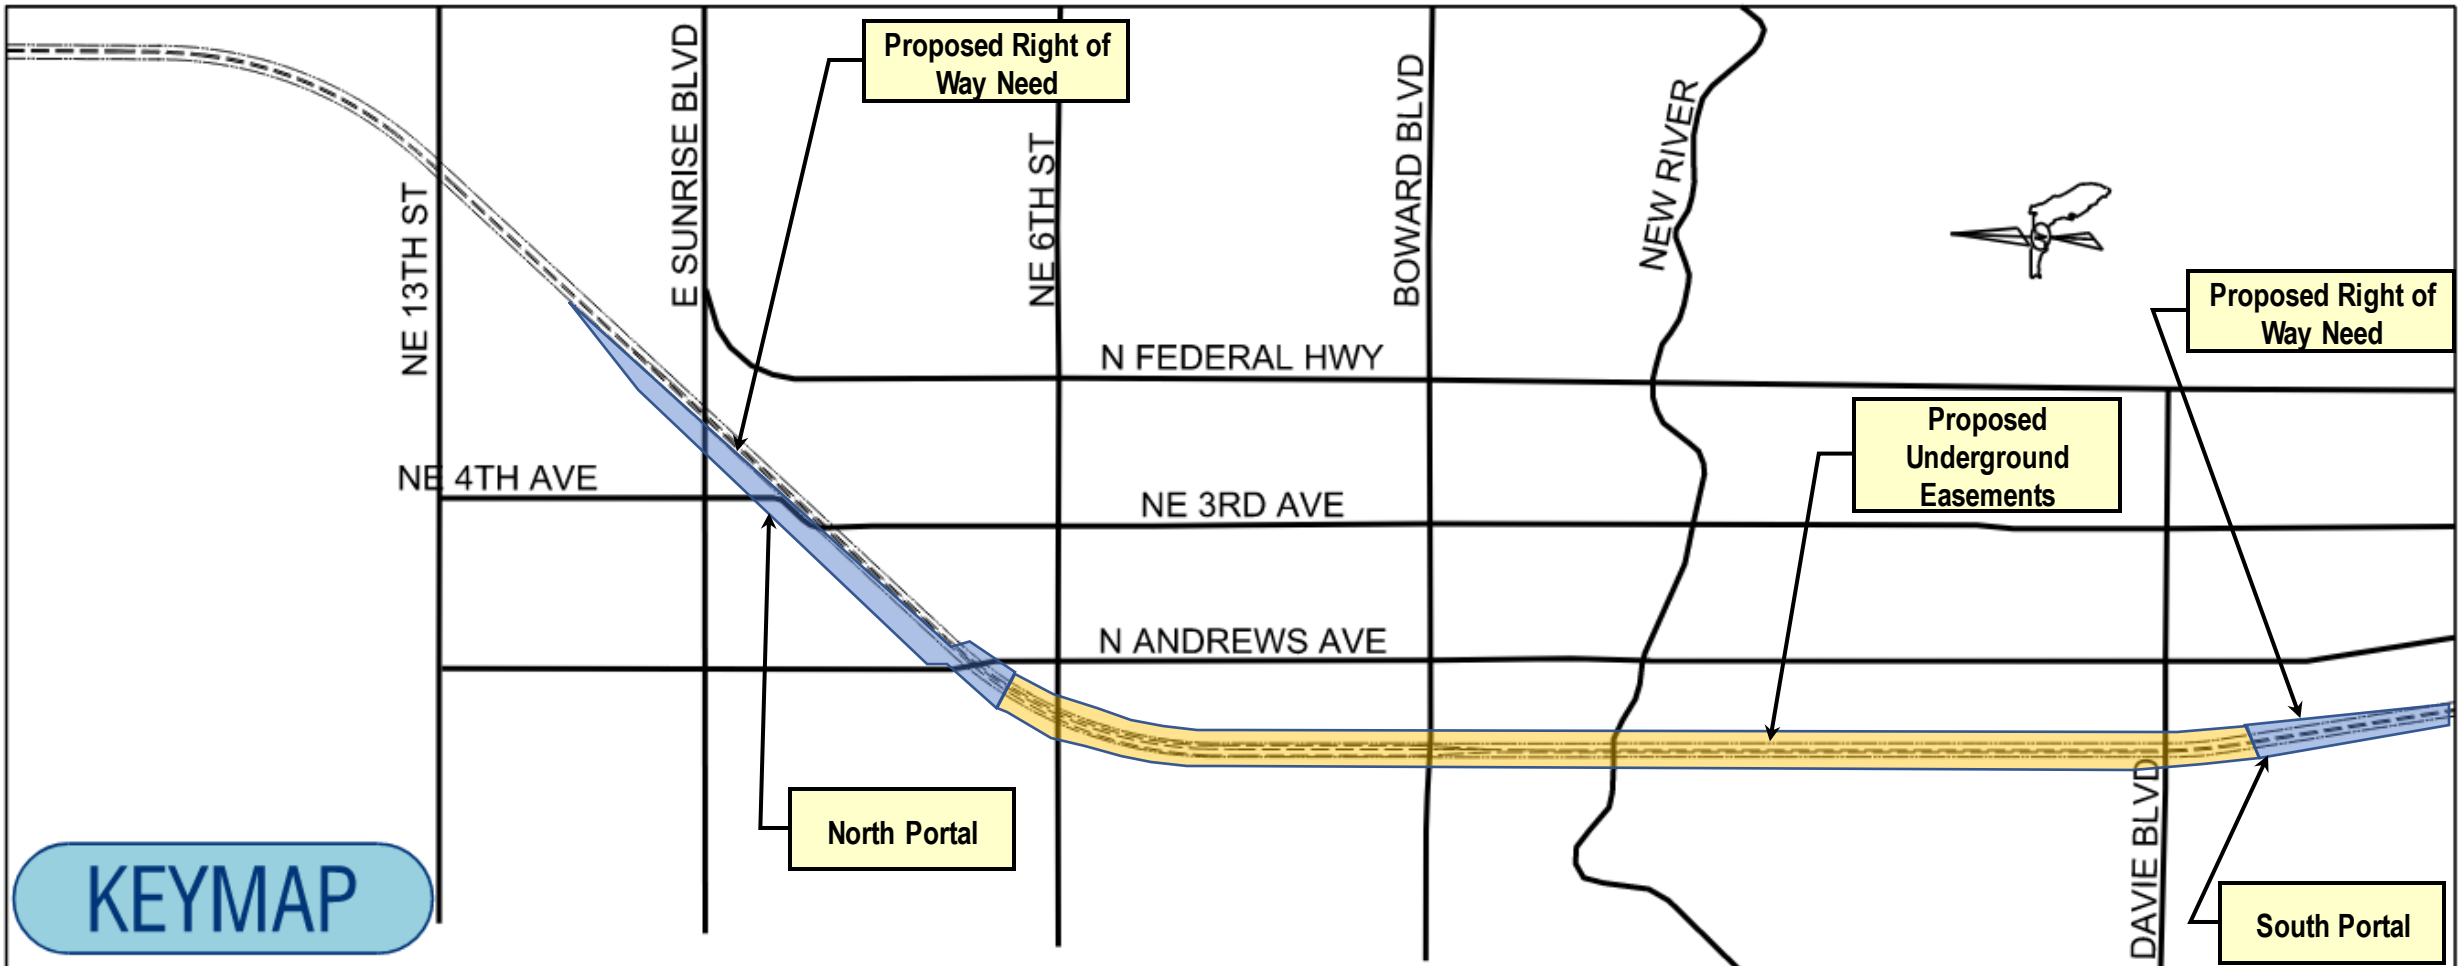 Proposed Right of
Way Need
E SUNRISE BLVD
NE 13TH ST
NE 6TH ST
BOWARD BLVD
NEW RIVER
Proposed Right of
Way Need
N FEDERAL HWY
Proposed
Underground
Easements
NE 4TH AVE
NE 3RD AVE
N ANDREWS AVE
North Portal
DAVIE BLVD
South Portal
KEYMAP